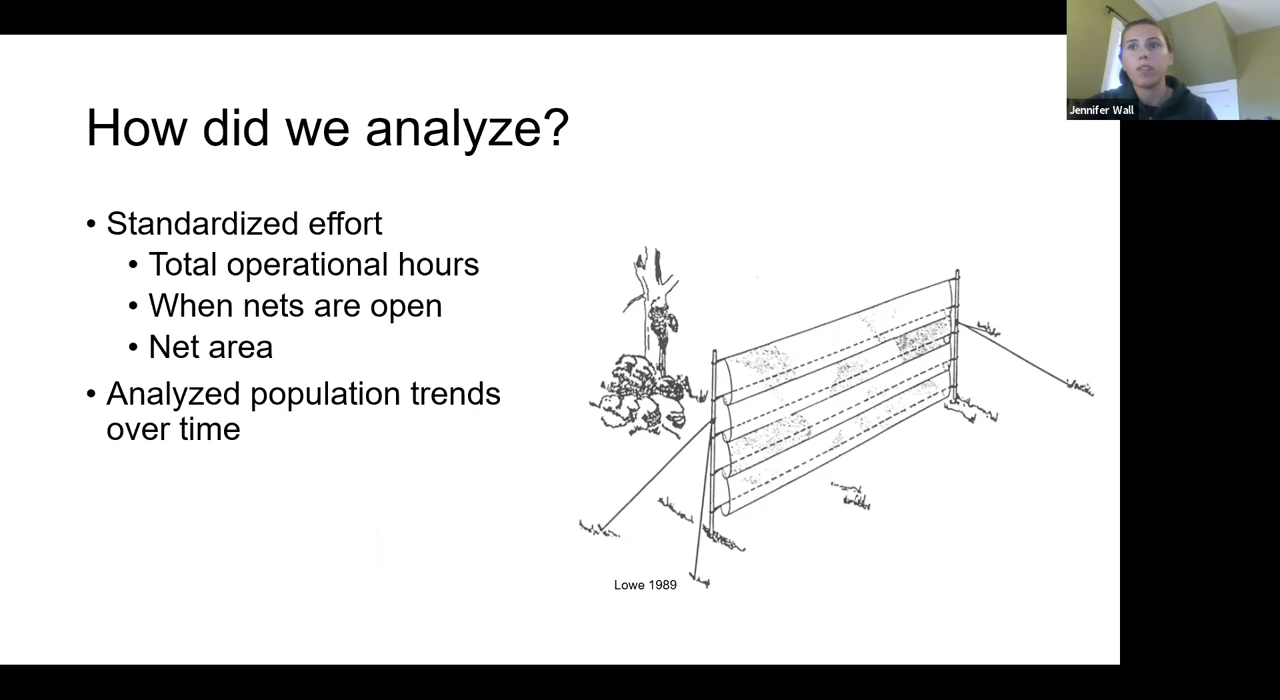 Jennifer Wall
How did we analyze?
• Standardized effort
• Total operational hours
• When nets are open
• Net area
• Analyzed population trends
over time
Lowe 1989